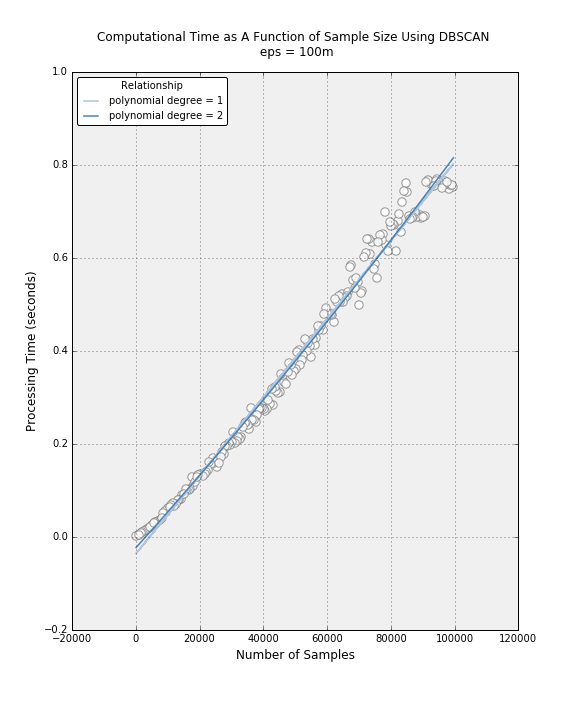 Computational Time as A Function of Sample Size Using DBSCAN
eps = 100m
Relationship
polynomial degree = 1
polynomial degree = 2
Processing Time (seconds)
1.0
0.8
0.6
0.4
0.2
0.0
−0.2
−20000
0
20000
40000
60000
80000
100000
120000
Number of Samples